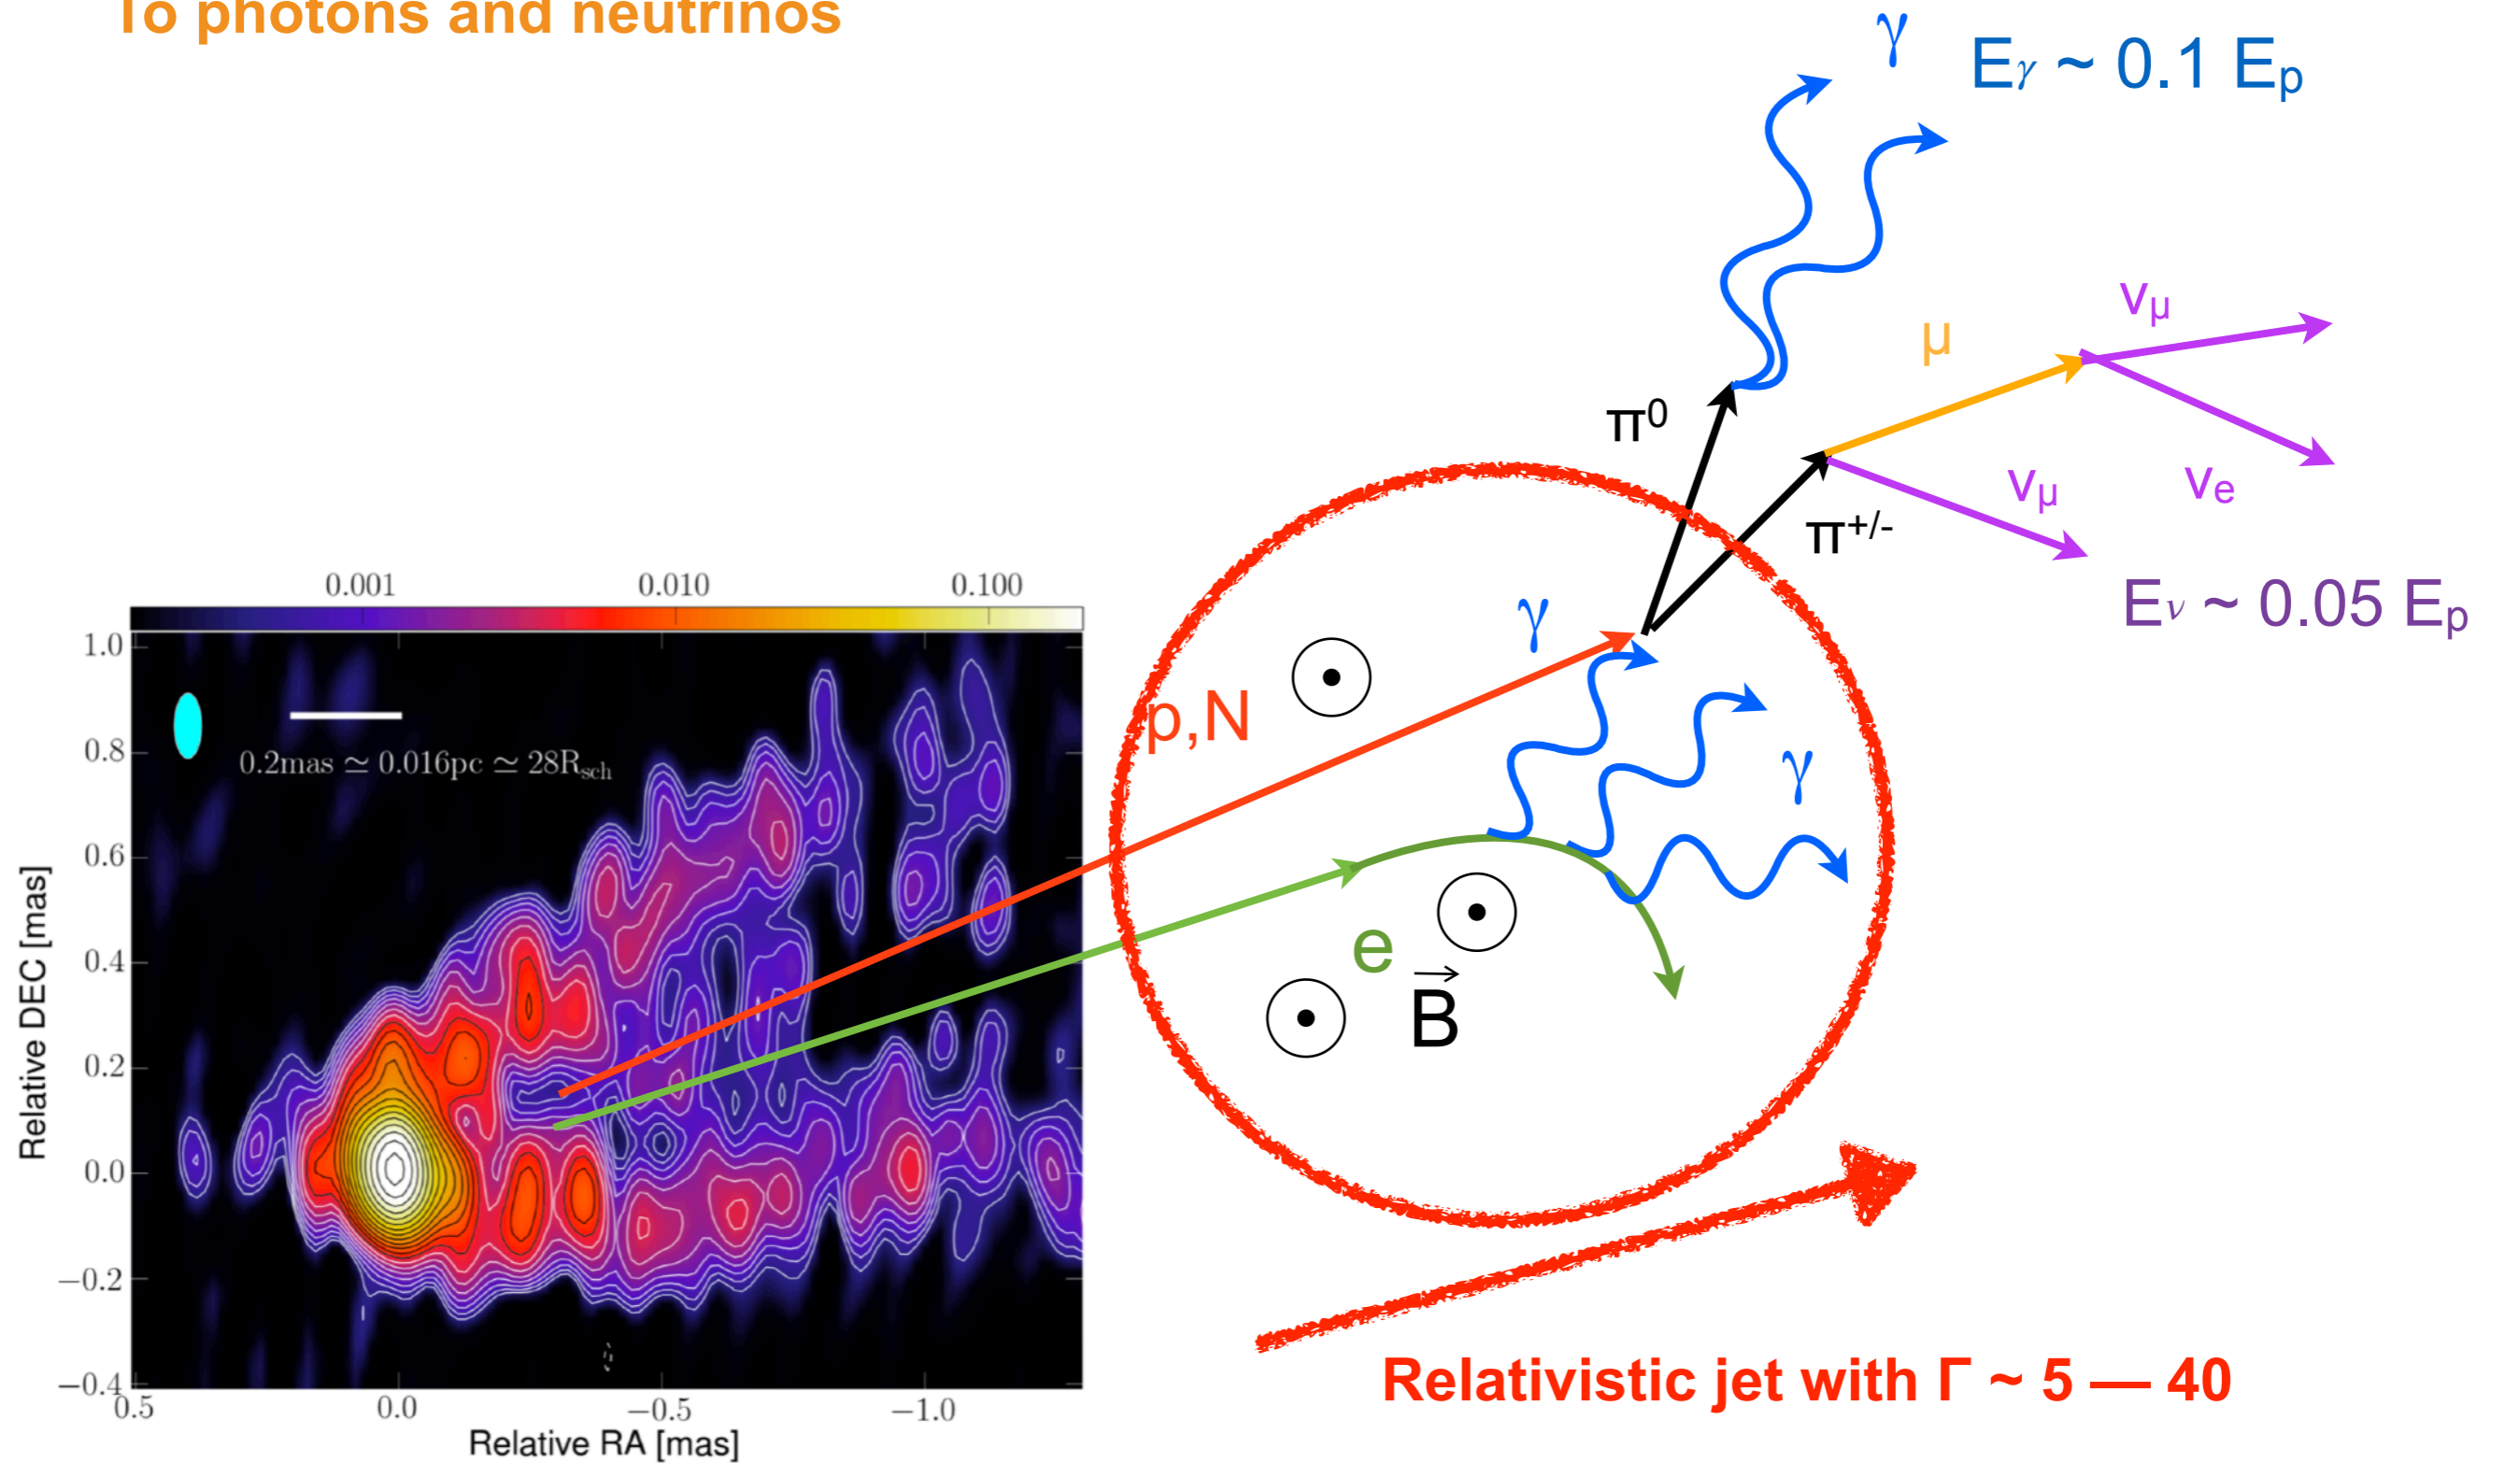 To photons and neutrinos
γ
Eγ ~ 0.1 Ep
νμ
μ
π⁰
νμ
νe
π+/-
Eν ~ 0.05 Ep
0.001 0.010 0.100
γ
p,N
γ
e
B
1.0
0.8
0.6
0.4
0.2
0.0
−0.2
−0.4
0.2mas ≃ 0.016pc ≃ 28Rsch
Relative DEC [mas]
0.5 0.0 −0.5 −1.0
Relative RA [mas]
Relativistic jet with Γ ~ 5 — 40